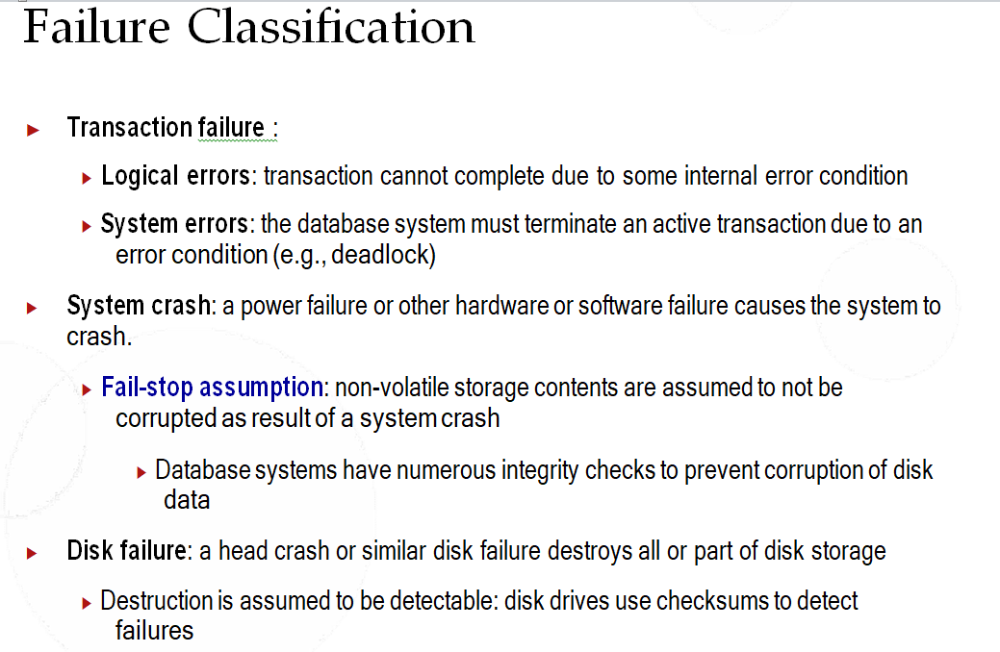 Failure Classification
Transaction failure :
Logical errors: transaction cannot complete due to some internal error condition
System errors: the database system must terminate an active transaction due to an
error condition (e.g., deadlock)
System crash: a power failure or other hardware or software failure causes the system to
crash.
Fail-stop assumption: non-volatile storage contents are assumed to not be
corrupted as result of a system crash
Database systems have numerous integrity checks to prevent corruption of disk
data
Disk failure: a head crash or similar disk failure destroys all or part of disk storage
Destruction is assumed to be detectable: disk drives use checksums to detect
failures